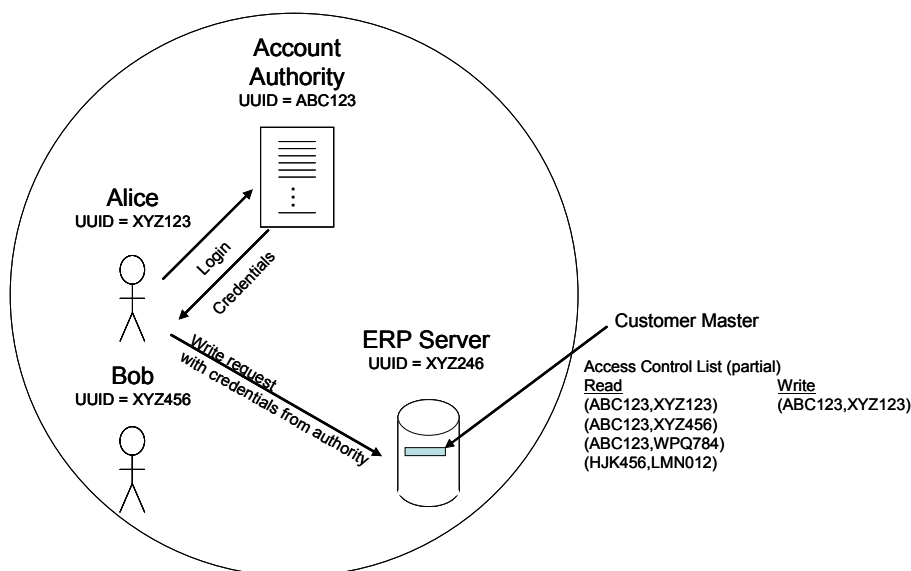 Account
Authority
UUID = ABC123
Alice
UUID = XYZ123
Login
Credentials
Write request
with credentials from authority
Bob
UUID = XYZ456
ERP Server
UUID = XYZ246
Customer Master
Access Control List (partial)
Read Write
(ABC123,XYZ123) (ABC123,XYZ123)
(ABC123,XYZ456)
(ABC123,WPQ784)
(HJK456,LMN012)